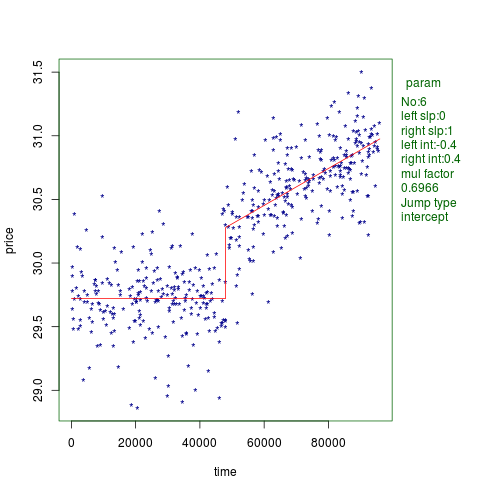 param
No:6
left slp:0
right slp:1
left int:-0.4
right int:0.4
mul factor
0.6966
Jump type
intercept
price
31.5
31.0
30.5
30.0
29.5
29.0
0 20000 40000 60000 80000
time